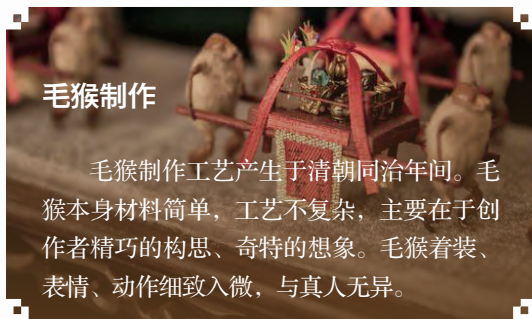 毛猴制作
毛猴制作工艺产生于清朝同治年间。毛
猴本身材料简单，工艺不复杂，主要在于创
作者精巧的构思、奇特的想象。毛猴着装、
表情、动作细致入微，与真人无异。